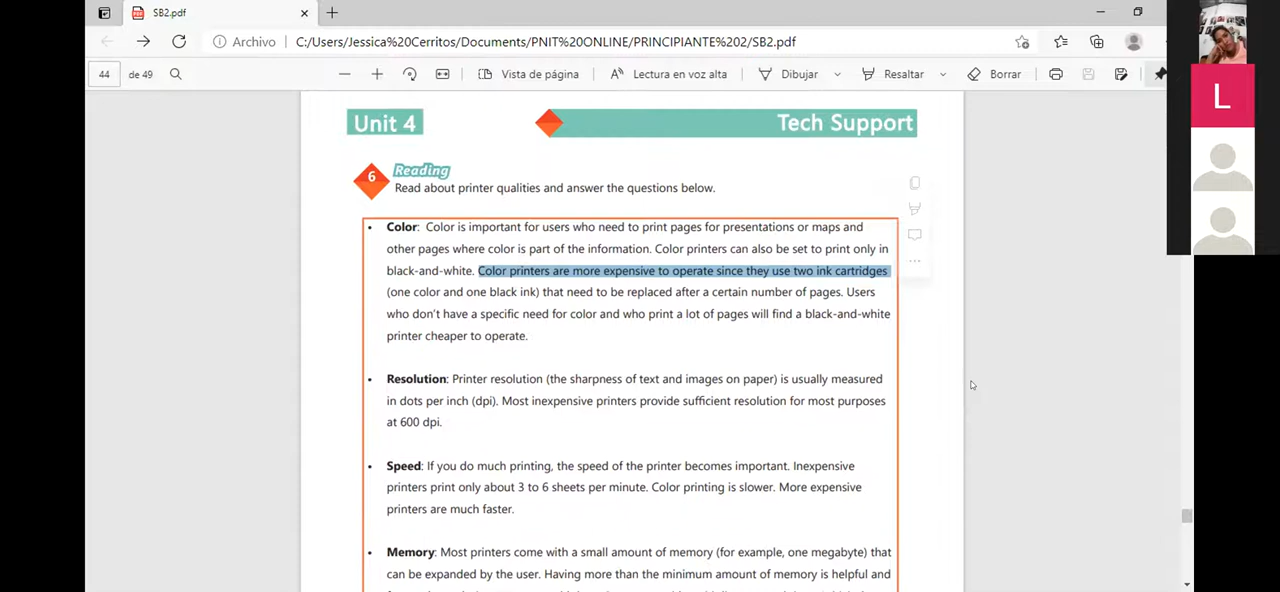 SB2.pdf
Archivo C:/Users/Jessica%20Cerritos/Documents/PNIT%20ONLINE/PRINCIPIANTE%202/SB2.pdf
44 de 49 Vista de página Lectura en voz alta Dibujar Resaltar Borrar
L
Unit 4 Tech Support
6 Reading
Read about printer qualities and answer the questions below.
• Color: Color is important for users who need to print pages for presentations or maps and
other pages where color is part of the information. Color printers can also be set to print only in
black-and-white. Color printers are more expensive to operate since they use two ink cartridges
(one color and one black ink) that need to be replaced after a certain number of pages. Users
who don't have a specific need for color and who print a lot of pages will find a black-and-white
printer cheaper to operate.
• Resolution: Printer resolution (the sharpness of text and images on paper) is usually measured
in dots per inch (dpi). Most inexpensive printers provide sufficient resolution for most purposes
at 600 dpi.
• Speed: If you do much printing, the speed of the printer becomes important. Inexpensive
printers print only about 3 to 6 sheets per minute. Color printing is slower. More expensive
printers are much faster.
• Memory: Most printers come with a small amount of memory (for example, one megabyte) that
can be expanded by the user. Having more than the minimum amount of memory is helpful and